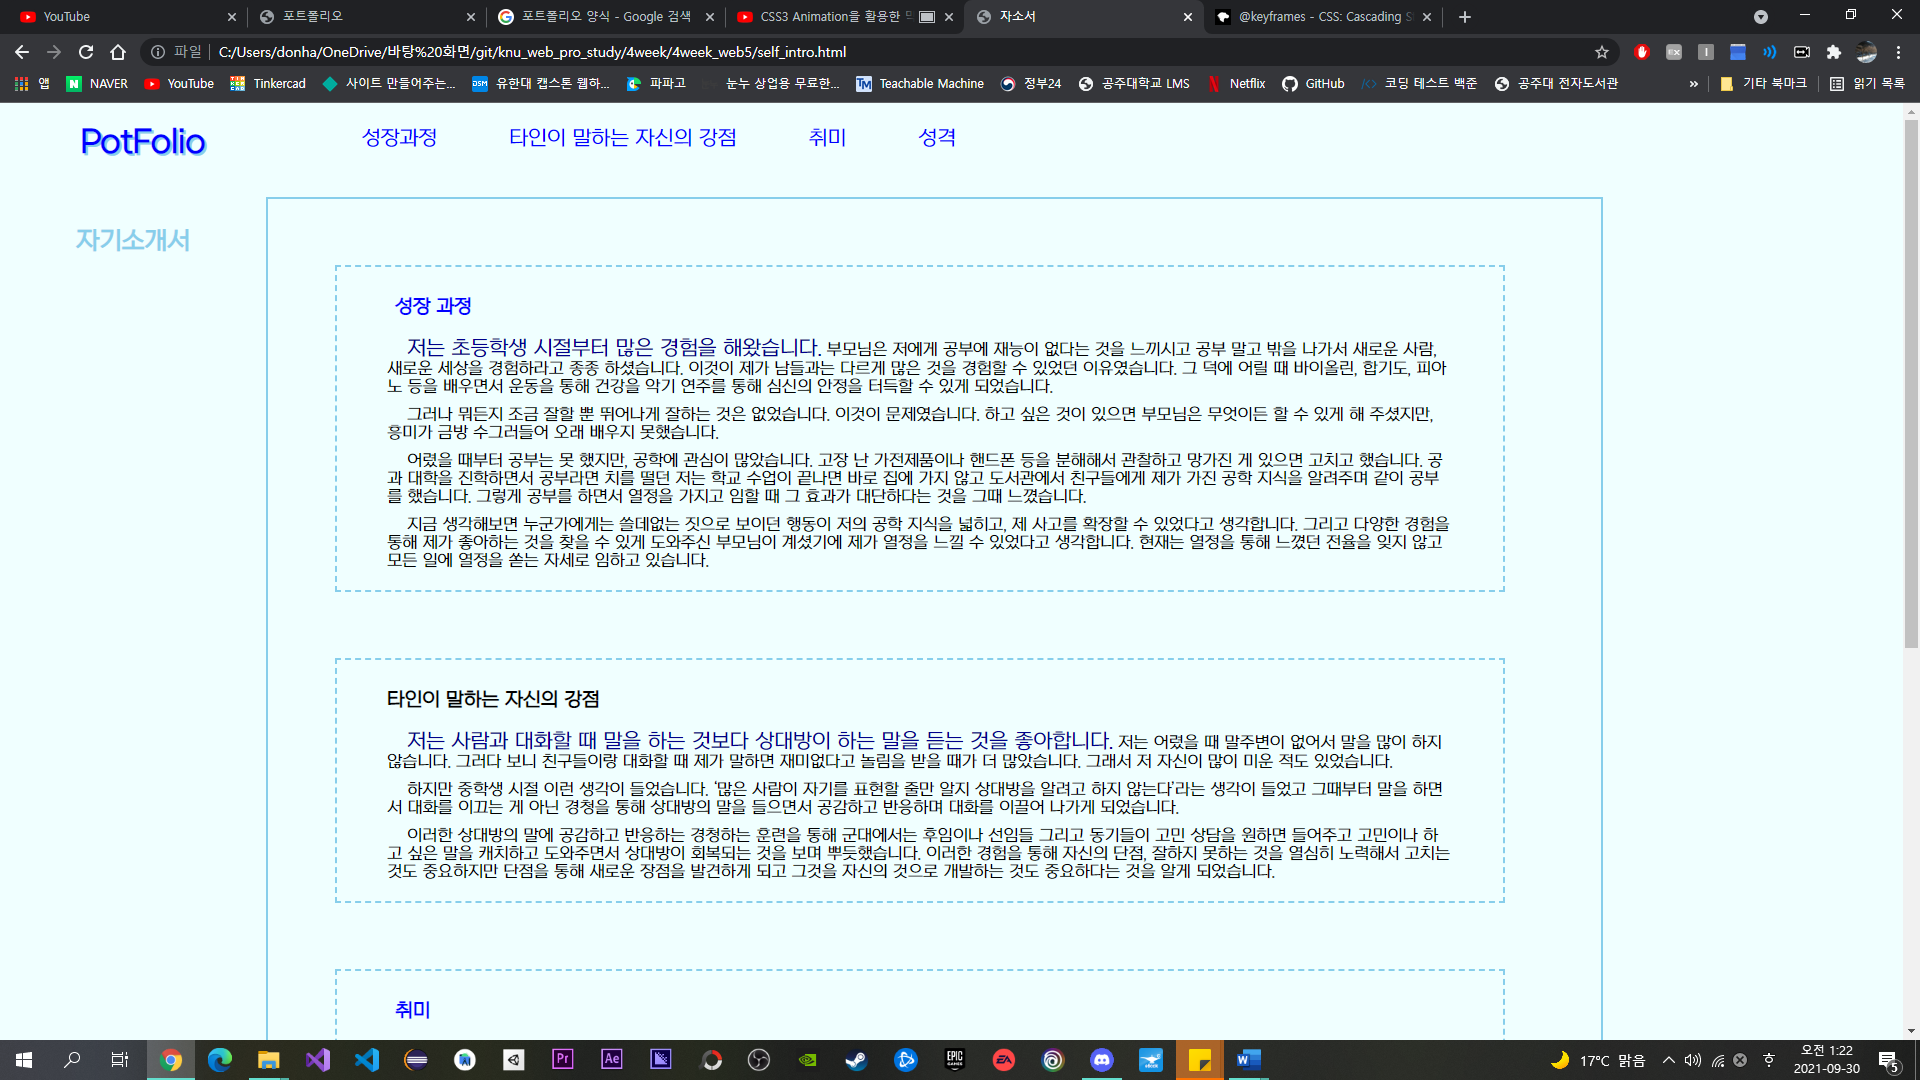 YouTube
포트폴리오
포트폴리오 양식 - Google 검색
CSS3 Animation을 활용한
자소서
@keyframes - CSS: Cascading S
파일 | C:/Users/donha/OneDrive/바탕%20화면/git/knu_web_pro_study/4week/4week_web5/self_intro.html
앱
NAVER
YouTube
Tinkercad
사이트 만들어주는...
유한대 캡스톤 웹하...
파파고
눈누 상업용 무료한...
Teachable Machine
정부24
공주대학교 LMS
Netflix
GitHub
코딩 테스트 백준
공주대 전자도서관
»
기타 북마크
읽기 목록
PotFolio
성장과정
타인이 말하는 자신의 강점
취미
성격
자기소개서
성장 과정
저는 초등학생 시절부터 많은 경험을 해왔습니다. 부모님은 저에게 공부에 재능이 없다는 것을 느끼시고 공부 말고 밖을 나가서 새로운 사람,
새로운 세상을 경험하라고 종종 하셨습니다. 이것이 제가 남들과는 다르게 많은 것을 경험할 수 있었던 이유였습니다. 그 덕에 어릴 때 바이올린, 합기도, 피아
노 등을 배우면서 운동을 통해 건강을 악기 연주를 통해 심신의 안정을 터득할 수 있게 되었습니다.
그러나 뭐든지 조금 잘할 뿐 뛰어나게 잘하는 것은 없었습니다. 이것이 문제였습니다. 하고 싶은 것이 있으면 부모님은 무엇이든 할 수 있게 해 주셨지만,
흥미가 금방 수그러들어 오래 배우지 못했습니다.
어렸을 때부터 공부는 못 했지만, 공학에 관심이 많았습니다. 고장 난 가전제품이나 핸드폰 등을 분해해서 관찰하고 망가진 게 있으면 고치고 했습니다. 공
과 대학을 진학하면서 공부라면 치를 떨던 저는 학교 수업이 끝나면 바로 집에 가지 않고 도서관에서 친구들에게 제가 가진 공학 지식을 알려주며 같이 공부
를 했습니다. 그렇게 공부를 하면서 열정을 가지고 임할 때 그 효과가 대단하다는 것을 그때 느꼈습니다.
지금 생각해보면 누군가에게는 쓸데없는 짓으로 보이던 행동이 저의 공학 지식을 넓히고, 제 사고를 확장할 수 있었다고 생각합니다. 그리고 다양한 경험을
통해 제가 좋아하는 것을 찾을 수 있게 도와주신 부모님이 계셨기에 제가 열정을 느낄 수 있었다고 생각합니다. 현재는 열정을 통해 느꼈던 전율을 잊지 않고
모든 일에 열정을 쏟는 자세로 임하고 있습니다.
타인이 말하는 자신의 강점
저는 사람과 대화할 때 말을 하는 것보다 상대방이 하는 말을 듣는 것을 좋아합니다. 저는 어렸을 때 말주변이 없어서 말을 많이 하지
않습니다. 그러다 보니 친구들이랑 대화할 때 제가 말하면 재미없다고 놀림을 받을 때가 더 많았습니다. 그래서 저 자신이 많이 미운 적도 있었습니다.
하지만 중학생 시절 이런 생각이 들었습니다. '많은 사람이 자기를 표현할 줄만 알지 상대방을 알려고 하지 않는다'라는 생각이 들었고 그때부터 말을 하면
서 대화를 이끄는 게 아닌 경청을 통해 상대방의 말을 들으면서 공감하고 반응하며 대화를 이끌어 나가게 되었습니다.
이러한 상대방의 말에 공감하고 반응하는 경청하는 훈련을 통해 군대에서는 후임이나 선임들 그리고 동기들이 고민 상담을 원하면 들어주고 고민이나 하
고 싶은 말을 캐치하고 도와주면서 상대방이 회복되는 것을 보며 뿌듯했습니다. 이러한 경험을 통해 자신의 단점, 잘하지 못하는 것을 열심히 노력해서 고치는
것도 중요하지만 단점을 통해 새로운 장점을 발견하게 되고 그것을 자신의 것으로 개발하는 것도 중요하다는 것을 알게 되었습니다.
취미
17°C 맑음
오전 1:22
2021-09-30
5